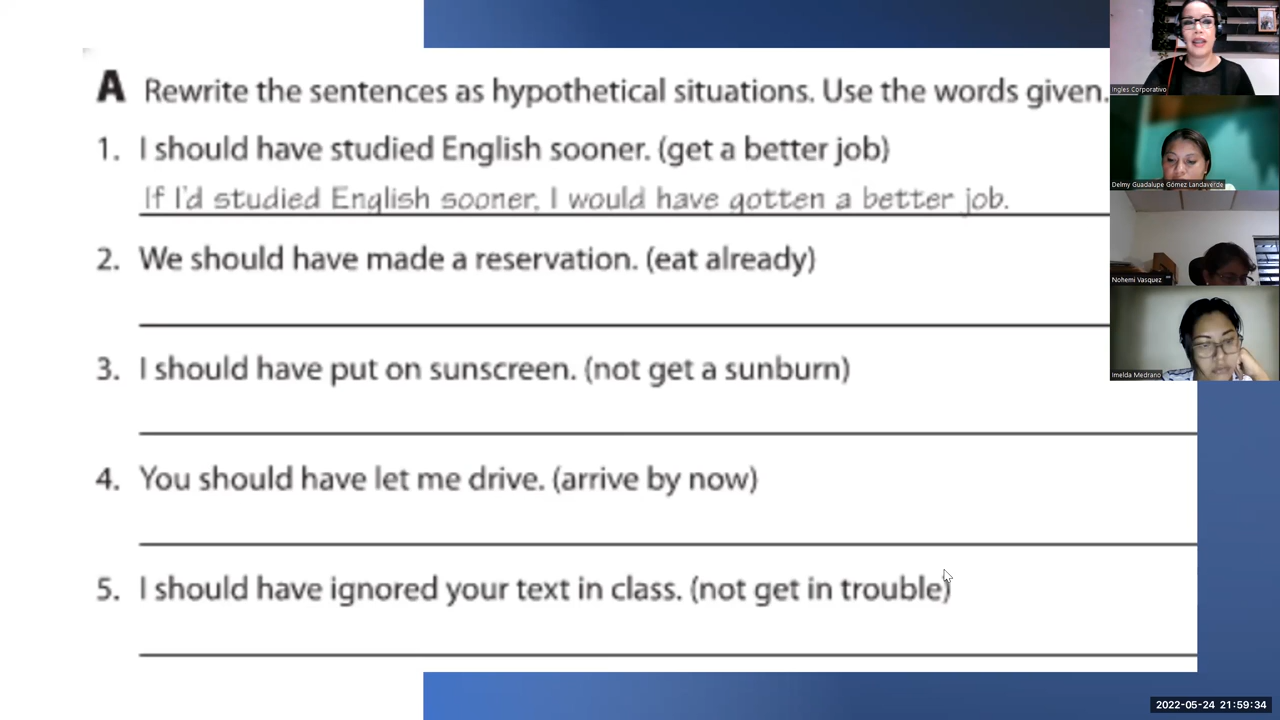 A Rewrite the sentences as hypothetical situations. Use the words given.
1. I should have studied English sooner. (get a better job)
If I'd studied English sooner, I would have gotten a better job.
2. We should have made a reservation. (eat already)
3. I should have put on sunscreen. (not get a sunburn)
4. You should have let me drive. (arrive by now)
5. I should have ignored your text in class. (not get in trouble)
Ingles Corporativo
Delmy Guadalupe Gómez Landaverde
Nohemi Vasquez
Imelda Medrano
2022-05-24 21:59:34